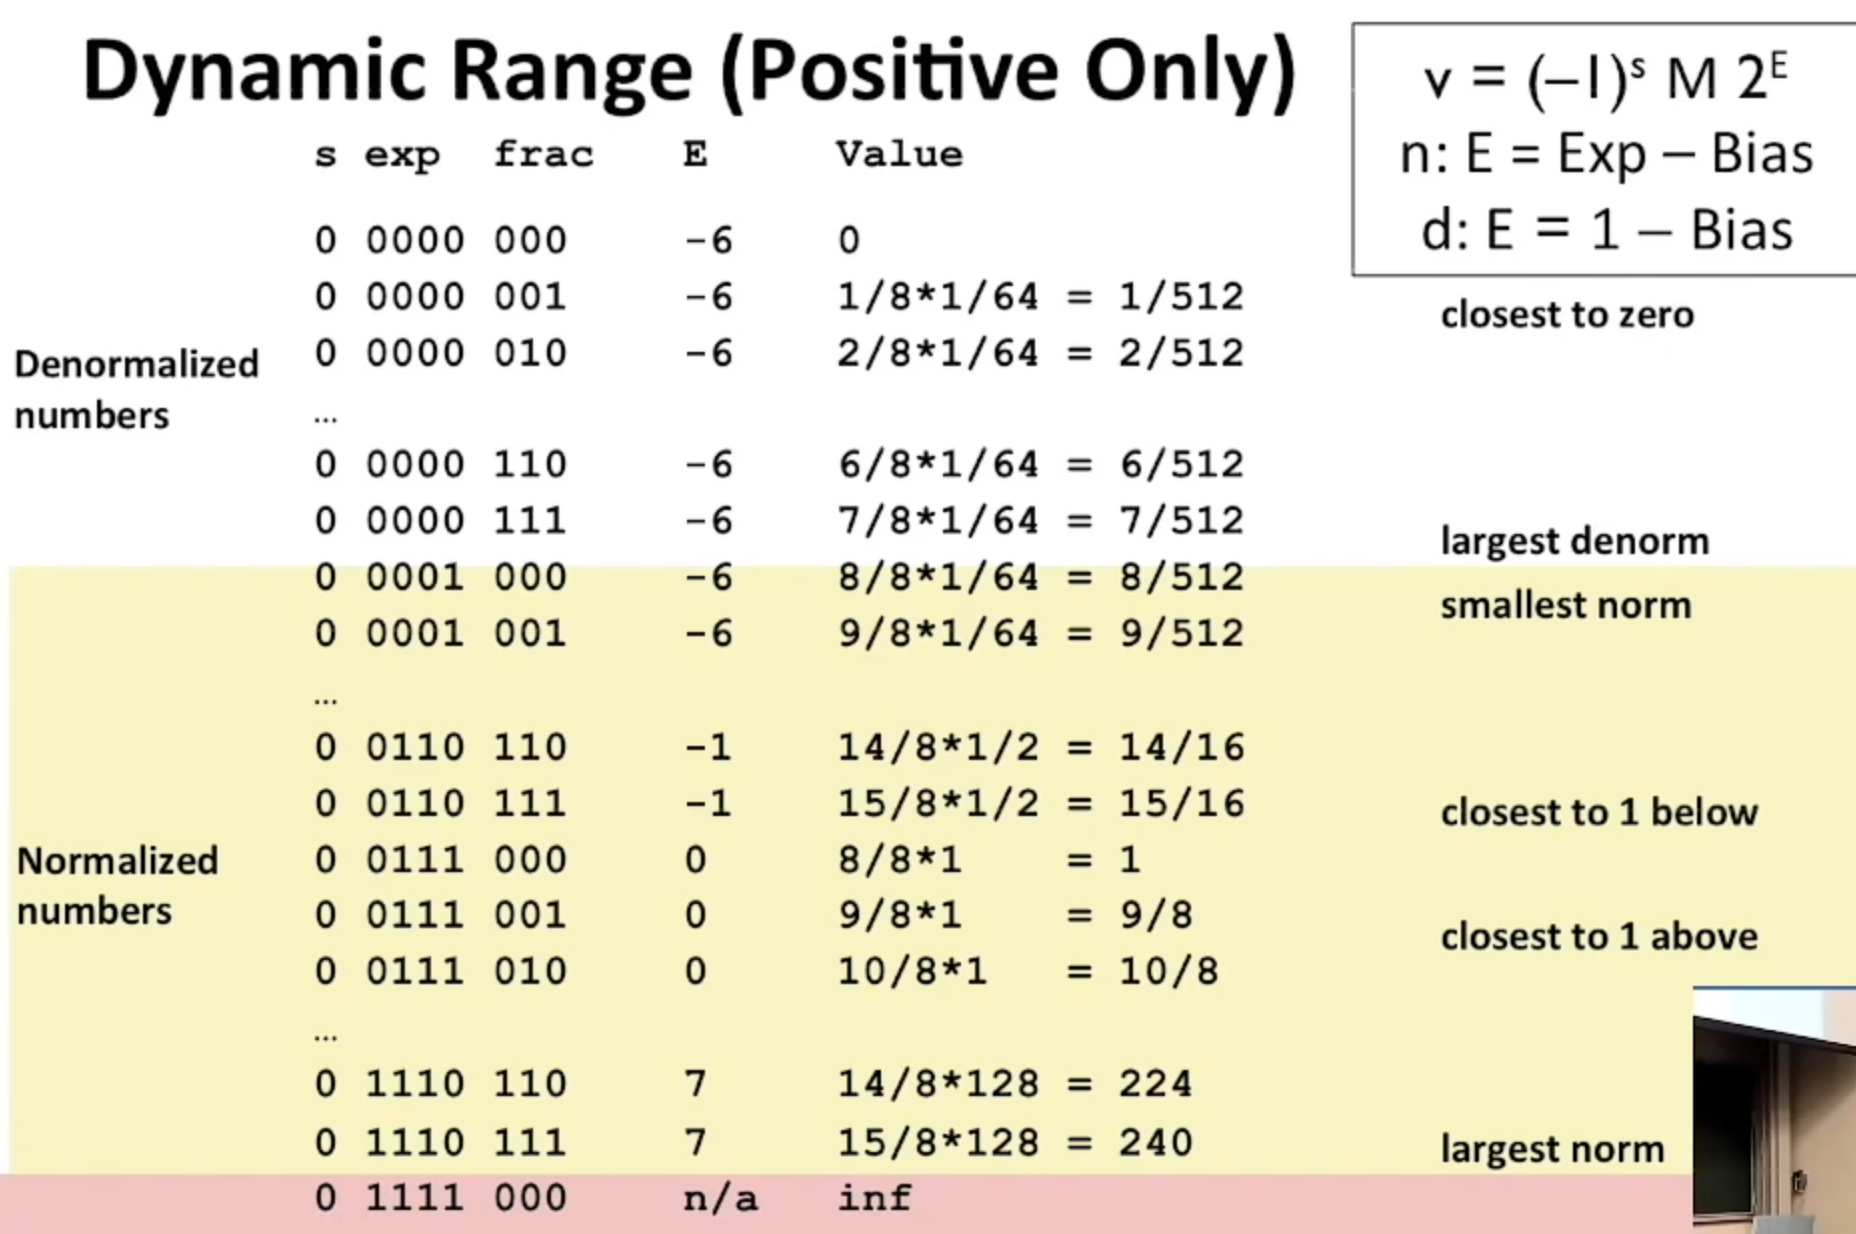 Dynamic Range (Positive Only)
v = (–1)ˢ M 2ᴱ
n: E = Exp – Bias
d: E = 1 – Bias
s exp frac E Value
0 0000 000 -6 0
0 0000 001 -6 1/8*1/64 = 1/512 closest to zero
0 0000 010 -6 2/8*1/64 = 2/512
Denormalized
numbers
...
0 0000 110 -6 6/8*1/64 = 6/512
0 0000 111 -6 7/8*1/64 = 7/512 largest denorm
0 0001 000 -6 8/8*1/64 = 8/512 smallest norm
0 0001 001 -6 9/8*1/64 = 9/512
...
0 0110 110 -1 14/8*1/2 = 14/16
0 0110 111 -1 15/8*1/2 = 15/16 closest to 1 below
Normalized
numbers
0 0111 000 0 8/8*1 = 1
0 0111 001 0 9/8*1 = 9/8 closest to 1 above
0 0111 010 0 10/8*1 = 10/8
...
0 1110 110 7 14/8*128 = 224
0 1110 111 7 15/8*128 = 240 largest norm
0 1111 000 n/a inf